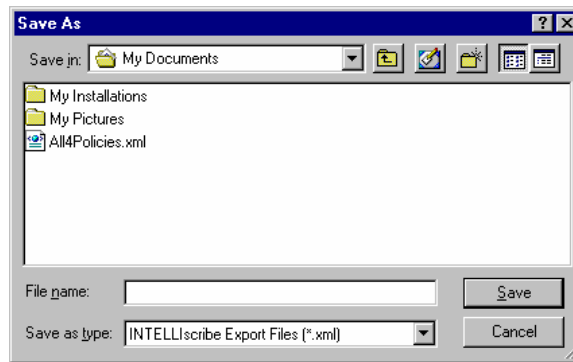 Save As
Save in: My Documents
My Installations
My Pictures
All4Policies.xml
File name: Save
Save as type: INTELLIscribe Export Files (*.xml) Cancel